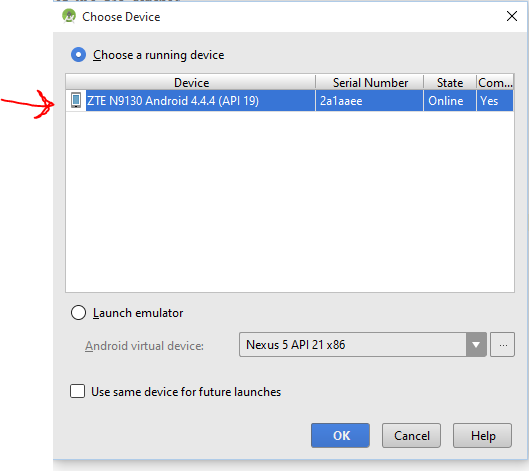 Choose Device
Choose a running device
Device Serial Number State Com...
ZTE N9130 Android 4.4.4 (API 19) 2a1aaee Online Yes
Launch emulator
Android virtual device: Nexus 5 API 21 x86 ...
Use same device for future launches
OK Cancel Help